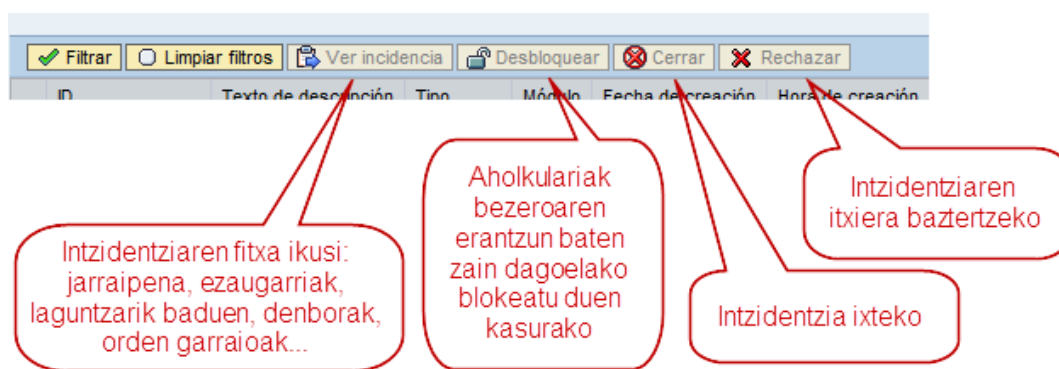 Filtrar Limpiar filtros Ver incidencia Desbloquear Cerrar Rechazar
ID Texto de descripción Tipo Módulo Fecha de creación Hora de creación
Intzidentziaren fitxa ikusi:
jarraipena, ezaugarriak,
laguntzarik baduen, denborak,
orden garraioak...
Aholkulariak
bezeroaren
erantzun baten
zain dagoelako
blokeatu duen
kasurako
Intzidentzia ixteko
Intzidentziaren
itxiera baztertzeko